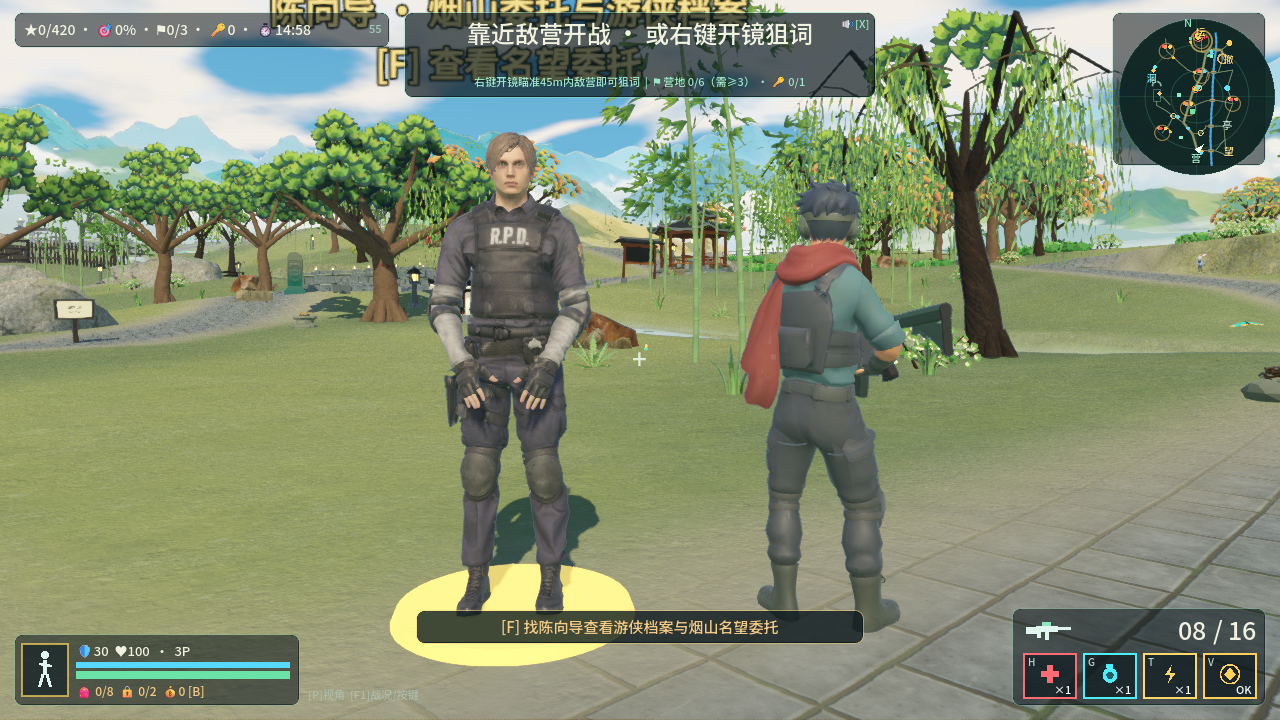 陈向导 · 烟山委托与游侠档案
[F] 查看名望委托
★0/420 · 0% · 0/3 · 0 · 14:58 55
靠近敌营开战 · 或右键开镜狙词
[X]
右键开镜瞄准45m内敌营即可狙词 | 营地 0/6（需≥3） · 0/1
N
洞
亭
望
营
R.P.D.
[F] 找陈向导查看游侠档案与烟山名望委托
30 ♥100 · 3P
0/8 0/2 0 [B]
[P]视角 [F1]战况/按键
08 / 16
H ×1
G ×1
T ×1
V OK